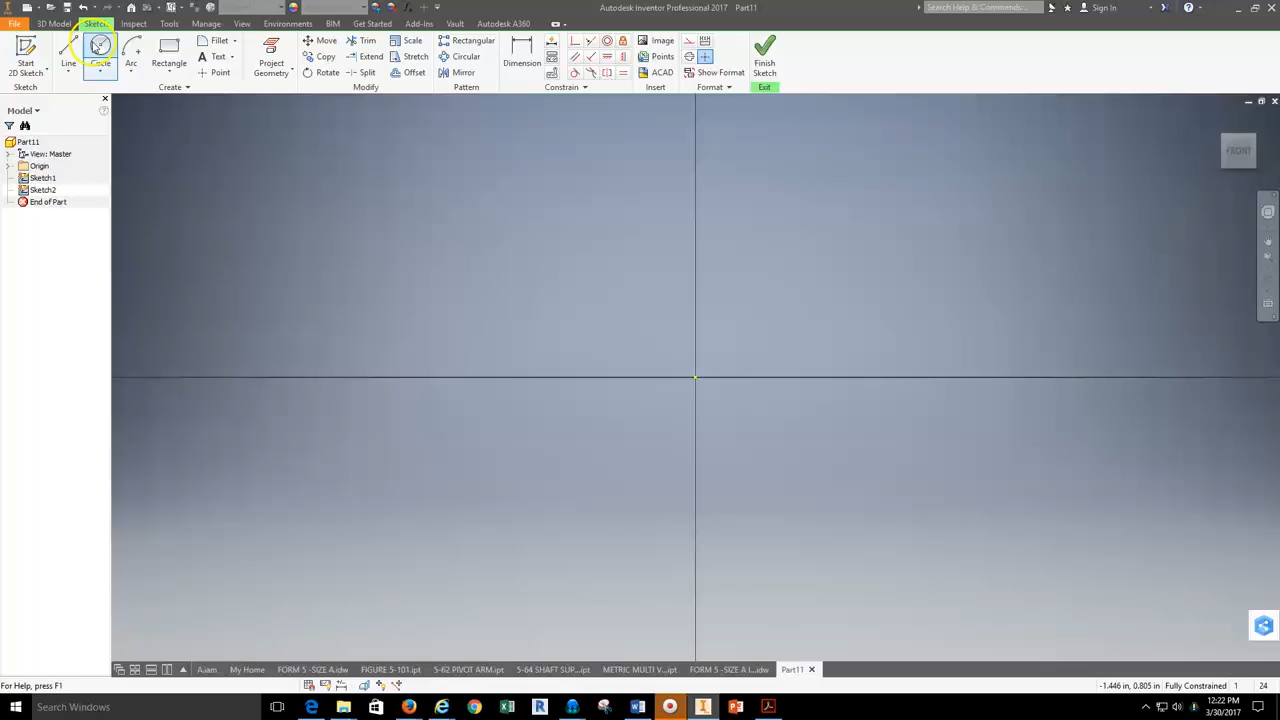 Autodesk Inventor Professional 2017 Part11
Search Help & Commands...
Sign In
File 3D Model Sketch Inspect Tools Manage View Environments BIM Get Started Add-Ins Vault Autodesk A360
Start
2D Sketch
Line
Circle
Arc
Rectangle
Fillet
Text
Point
Project
Geometry
Move
Copy
Rotate
Trim
Extend
Split
Scale
Stretch
Offset
Rectangular
Circular
Mirror
Dimension
Image
Points
ACAD
Show Format
Finish
Sketch
Sketch Create Modify Pattern Constrain Insert Format Exit
Model
Part11
View: Master
Origin
Sketch1
Sketch2
End of Part
FRONT
A.iam My Home FORM 5 -SIZE A.idw FIGURE 5-101.ipt 5-62 PIVOT ARM.ipt 5-64 SHAFT SUP...ipt METRIC MULTI V...ipt FORM 5 -SIZE A I...idw Part11
For Help, press F1
-1.446 in, 0.805 in Fully Constrained 1 24
Search Windows
12:22 PM
3/30/2017